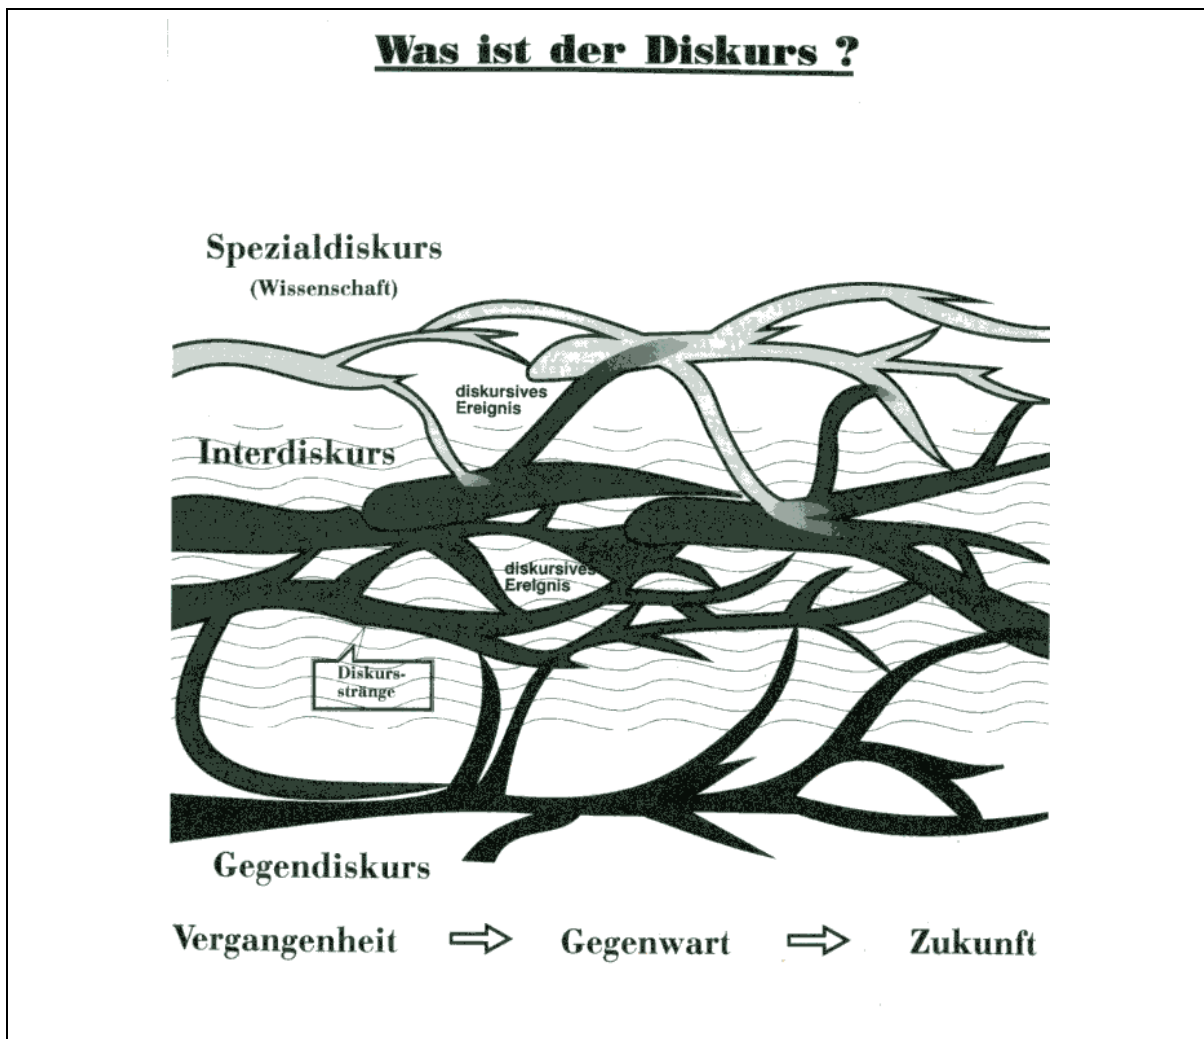 Was ist der Diskurs ?
Spezialdiskurs
(Wissenschaft)
diskursives
Ereignis
Interdiskurs
diskursives
Ereignis
Diskurs-
stränge
Gegendiskurs
Vergangenheit
Gegenwart
Zukunft